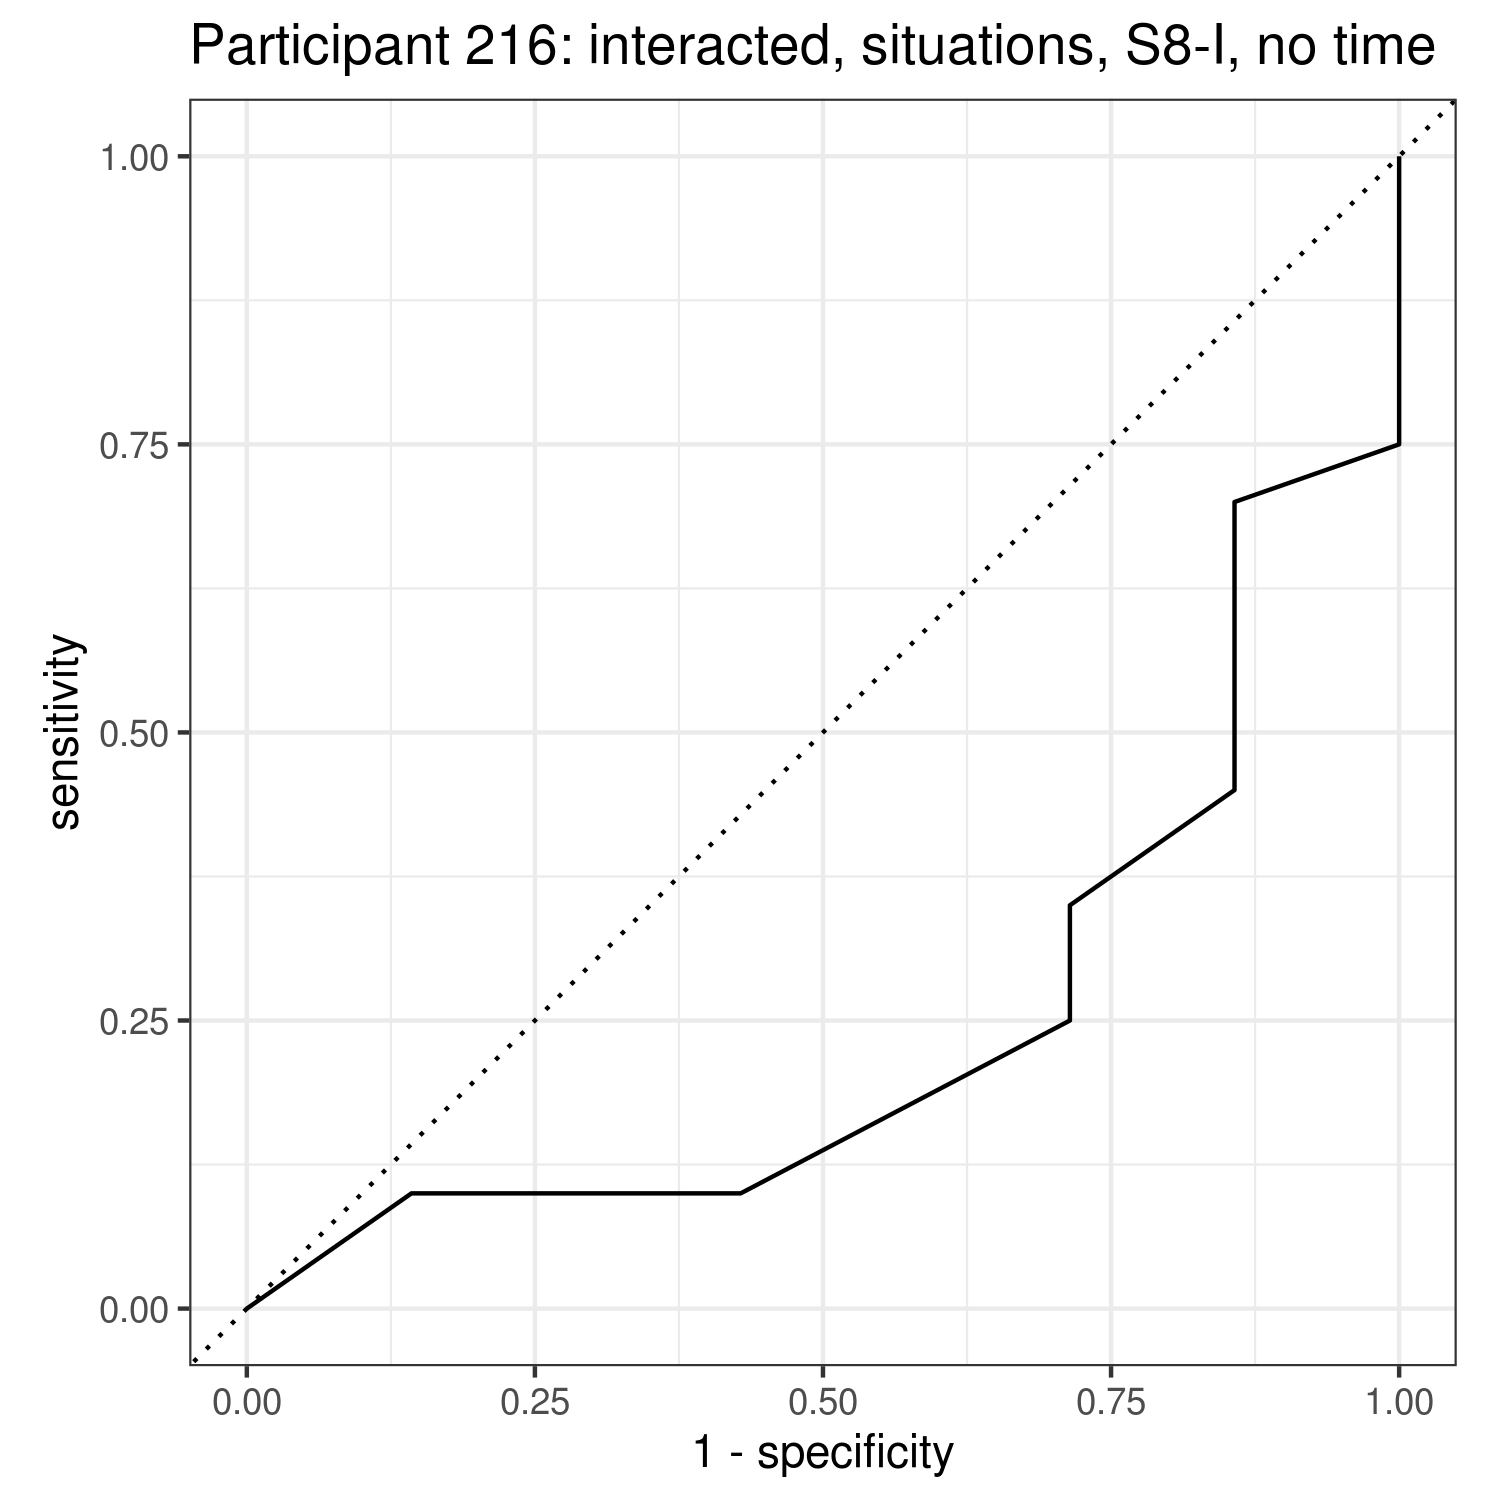 Participant 216: interacted, situations, S8-I, no time
1.00
0.75
0.50
0.25
0.00
sensitivity
0.00 0.25 0.50 0.75 1.00
1 - specificity